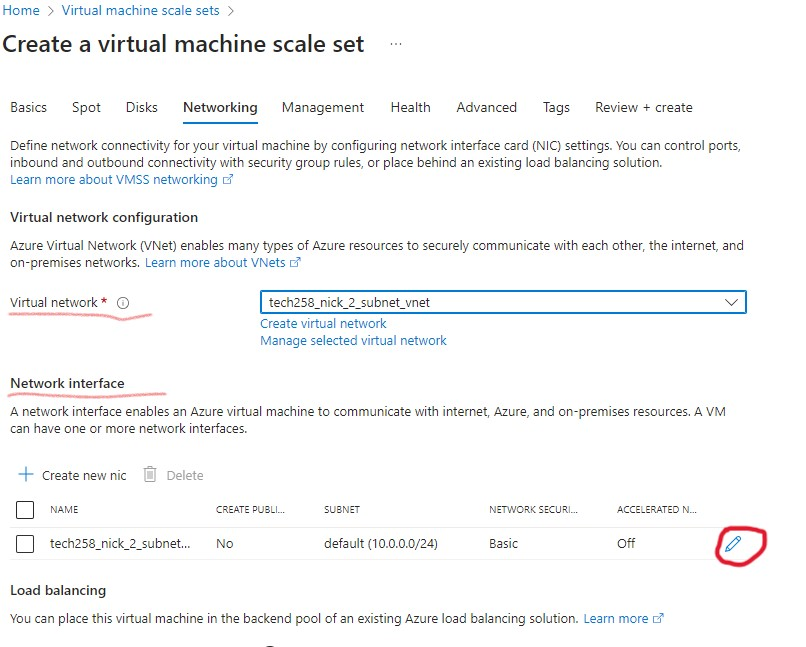 Home > Virtual machine scale sets >
Create a virtual machine scale set ...
Basics Spot Disks Networking Management Health Advanced Tags Review + create
Define network connectivity for your virtual machine by configuring network interface card (NIC) settings. You can control ports,
inbound and outbound connectivity with security group rules, or place behind an existing load balancing solution.
Learn more about VMSS networking
Virtual network configuration
Azure Virtual Network (VNet) enables many types of Azure resources to securely communicate with each other, the internet, and
on-premises networks. Learn more about VNets
Virtual network * tech258_nick_2_subnet_vnet
Create virtual network
Manage selected virtual network
Network interface
A network interface enables an Azure virtual machine to communicate with internet, Azure, and on-premises resources. A VM
can have one or more network interfaces.
+ Create new nic Delete
NAME CREATE PUBLI... SUBNET NETWORK SECURI... ACCELERATED N...
tech258_nick_2_subnet... No default (10.0.0.0/24) Basic Off
Load balancing
You can place this virtual machine in the backend pool of an existing Azure load balancing solution. Learn more